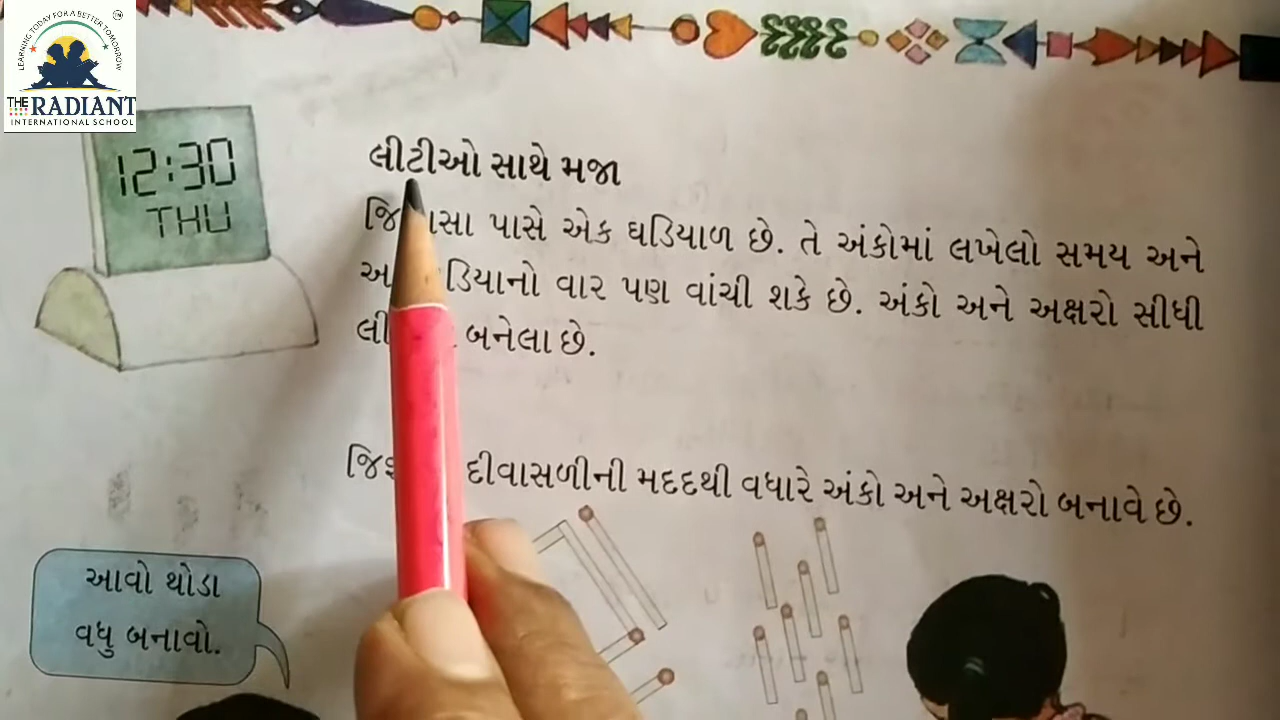 LEARNING TODAY FOR A BETTER TOMORROW
THE RADIANT
INTERNATIONAL SCHOOL
12:30
THU
લીટીઓ સાથે મજા
પાસે એક ઘડિયાળ છે. તે અંકોમાં લખેલો સમય અને
વાર પણ વાંચી શકે છે. અંકો અને અક્ષરો સીધી
બનેલા છે.
દીવાસળીની મદદથી વધારે અંકો અને અક્ષરો બનાવે છે.
આવો થોડા
વધુ બનાવો.